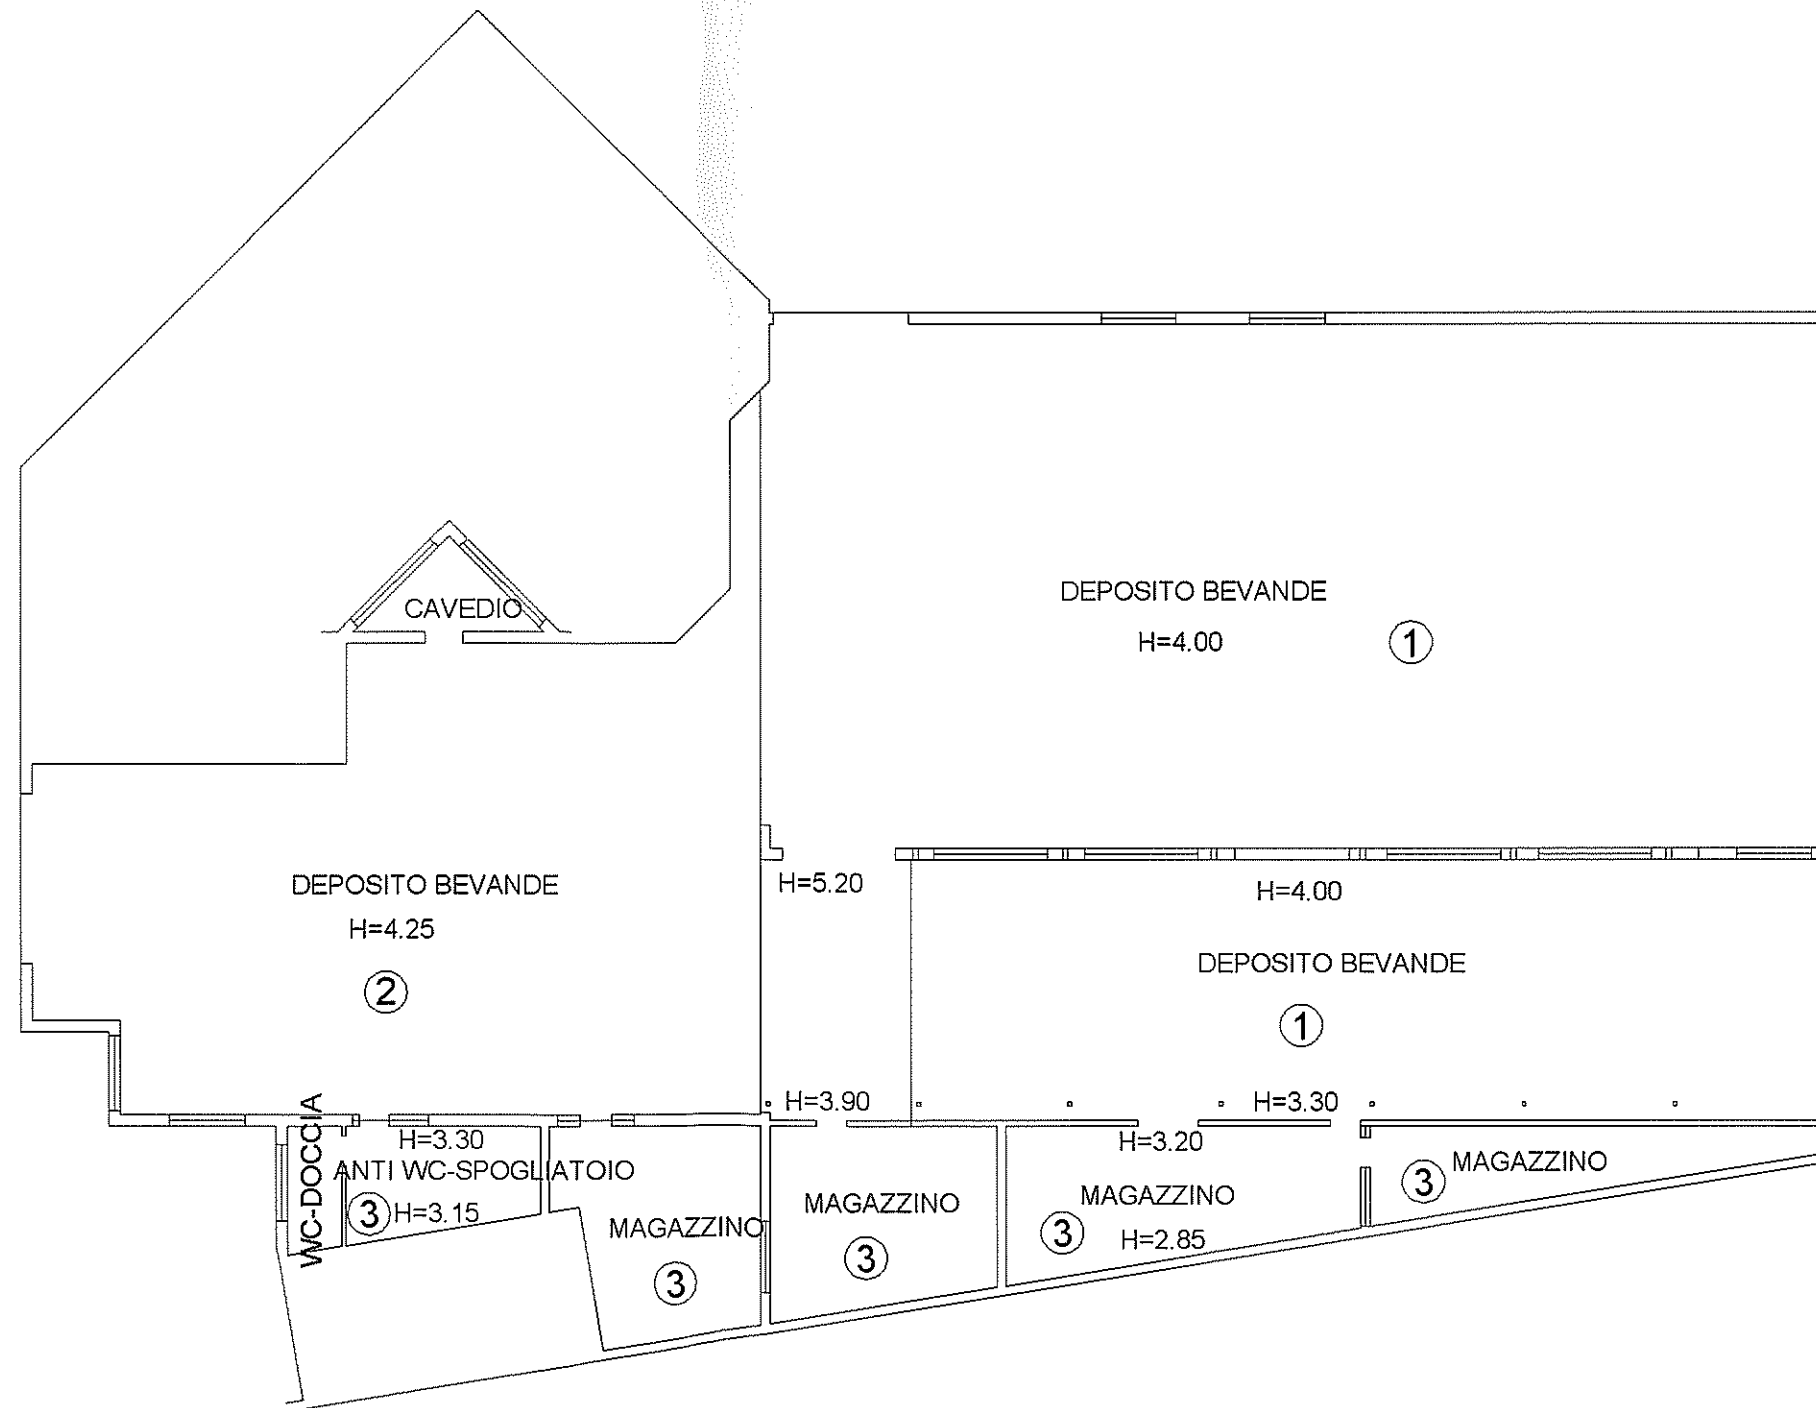 CAVEDIO
DEPOSITO BEVANDE
H=4.00
1
DEPOSITO BEVANDE
H=4.25
2
H=5.20
H=4.00
DEPOSITO BEVANDE
1
H=3.90
H=3.30
WC-DOCCIA
H=3.30
ANTI WC-SPOGLIATOIO
3
H=3.15
MAGAZZINO
3
MAGAZZINO
3
H=3.20
MAGAZZINO
3
H=2.85
MAGAZZINO
3